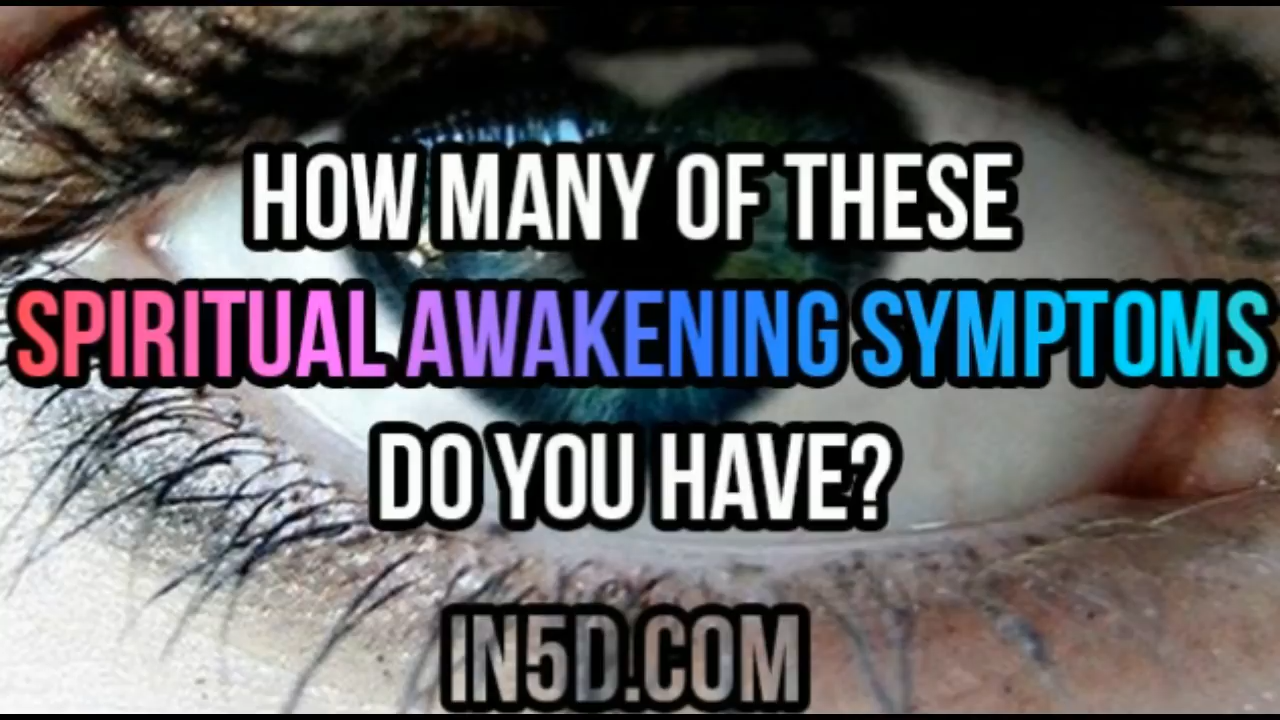 HOW MANY OF THESE
SPIRITUAL AWAKENING SYMPTOMS
DO YOU HAVE?
IN5D.COM